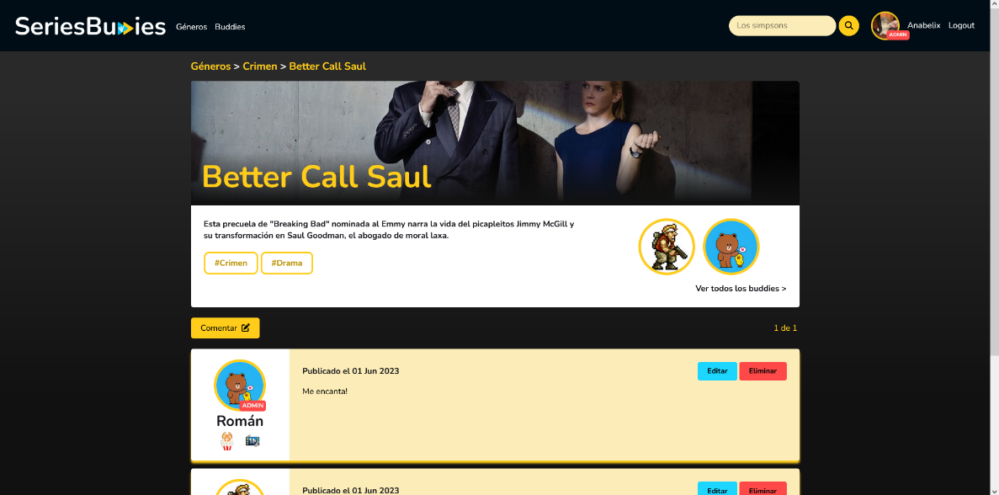 SeriesBuddies Géneros Buddies Los simpsons ADMIN Anabelix Logout
Géneros > Crimen > Better Call Saul
Better Call Saul
Esta precuela de "Breaking Bad" nominada al Emmy narra la vida del picapleitos Jimmy McGill y
su transformación en Saul Goodman, el abogado de moral laxa.
#Crimen #Drama
Ver todos los buddies >
Comentar 1 de 1
Publicado el 01 Jun 2023 Editar Eliminar
Me encanta!
ADMIN
Román
Publicado el 01 Jun 2023 Editar Eliminar